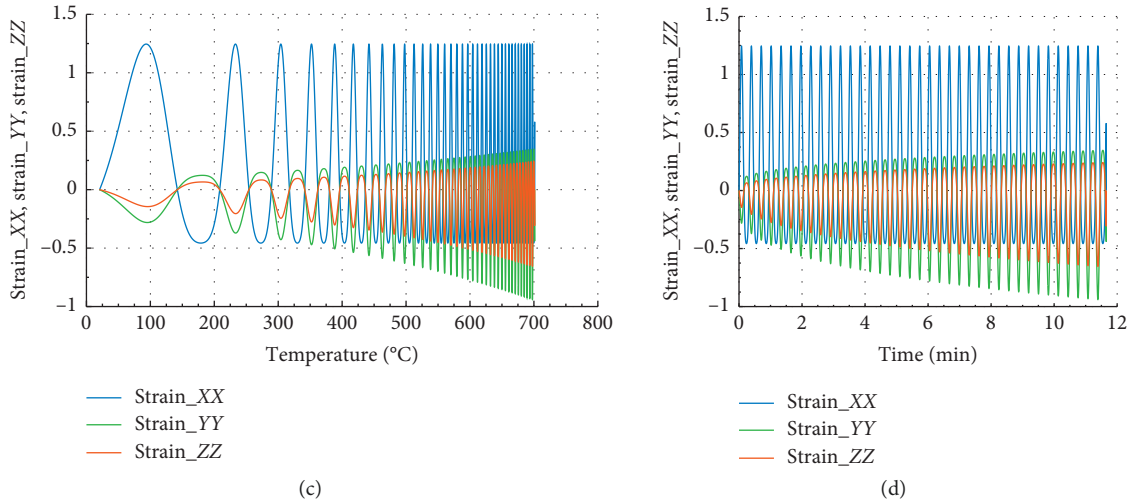 Strain_XX, strain_YY, strain_ZZ
1.5
1
0.5
0
−0.5
−1
0 100 200 300 400 500 600 700 800
Temperature (°C)
Strain_XX
Strain_YY
Strain_ZZ
(c)
Strain_XX, strain_YY, strain_ZZ
1.5
1
0.5
0
−0.5
−1
0 2 4 6 8 10 12
Time (min)
Strain_XX
Strain_YY
Strain_ZZ
(d)